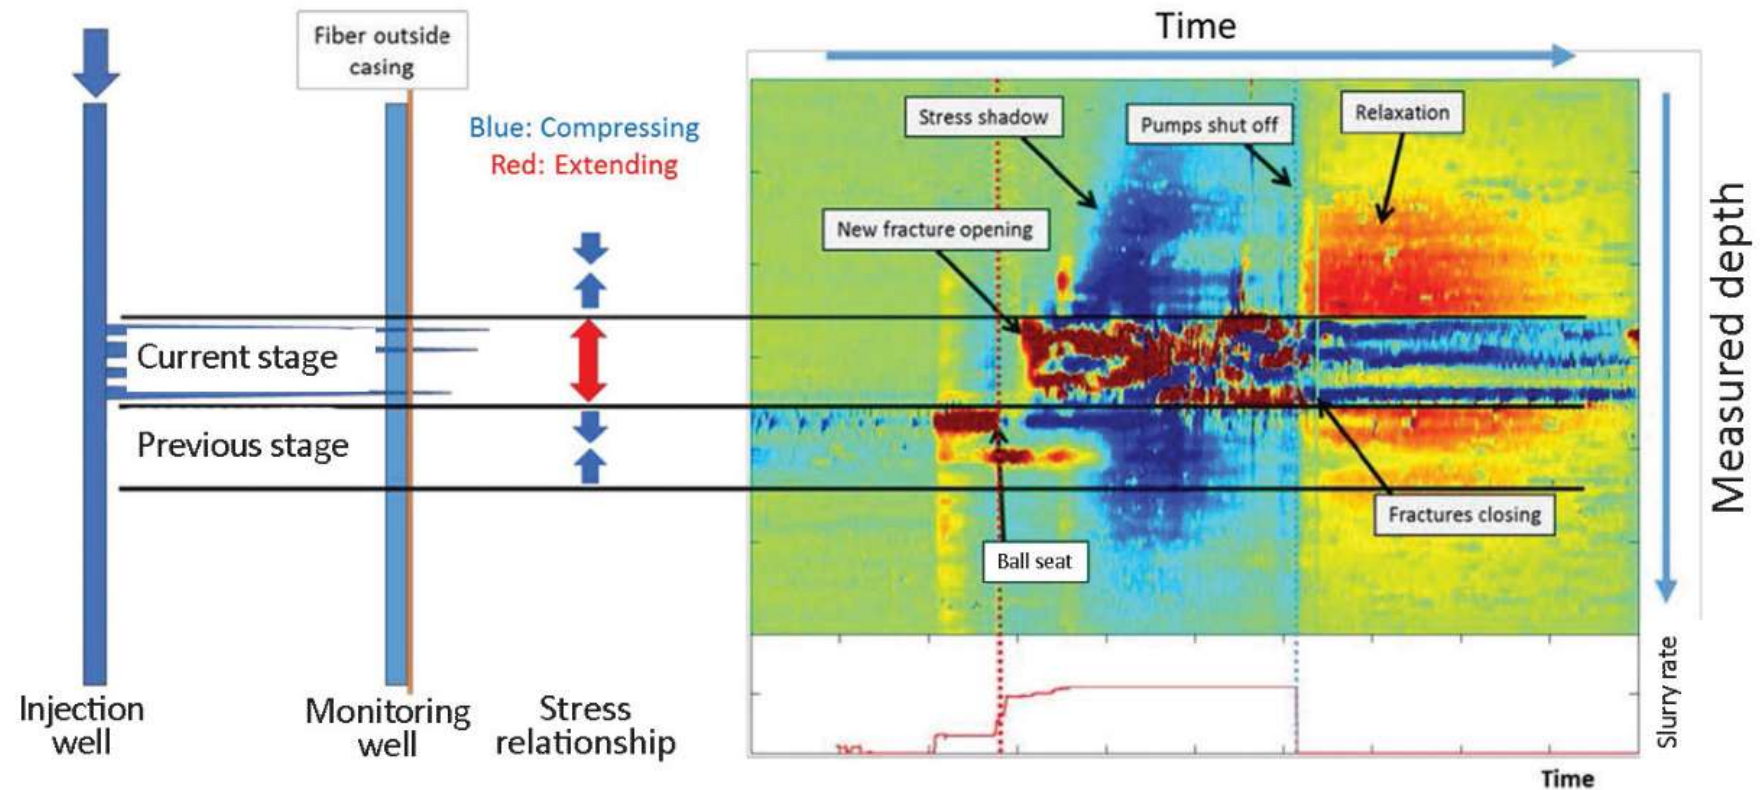 Time
Fiber outside
casing
Blue: Compressing
Red: Extending
Stress shadow
Pumps shut off
Relaxation
New fracture opening
Current stage
Previous stage
Measured depth
Fractures closing
Ball seat
Injection
well
Monitoring
well
Stress
relationship
Slurry rate
Time